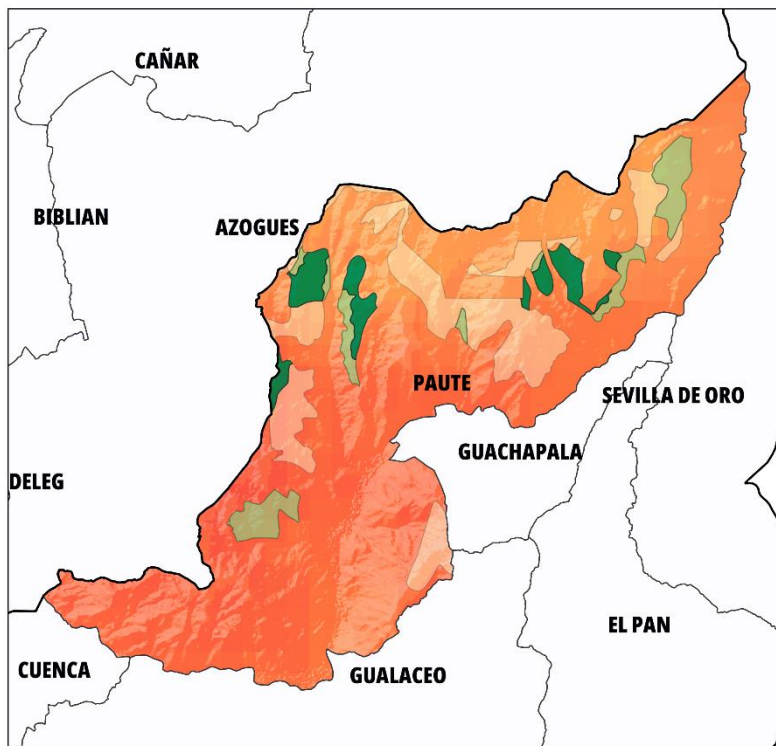 CAÑAR
BIBLIAN
AZOGUES
PAUTE
SEVILLA DE ORO
GUACHAPALA
DELEG
EL PAN
CUENCA
GUALACEO